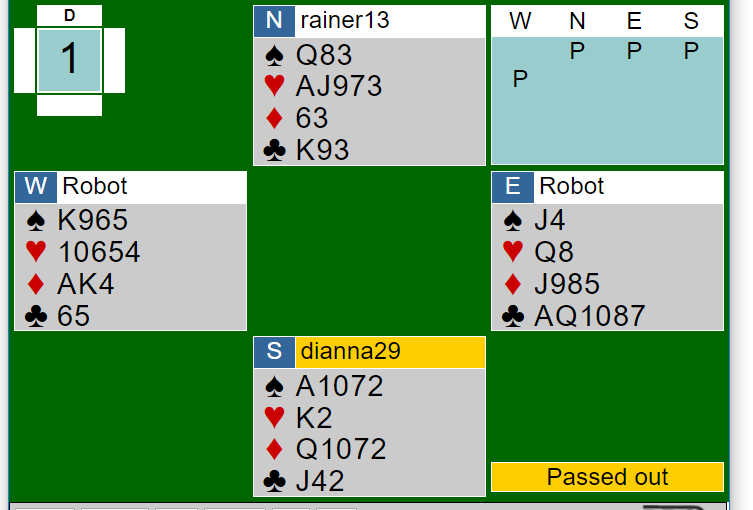 D
1
N rainer13
♠ Q83
♥ AJ973
♦ 63
♣ K93
W N E S
P P P
P
W Robot
♠ K965
♥ 10654
♦ AK4
♣ 65
E Robot
♠ J4
♥ Q8
♦ J985
♣ AQ1087
S dianna29
♠ A1072
♥ K2
♦ Q1072
♣ J42
Passed out